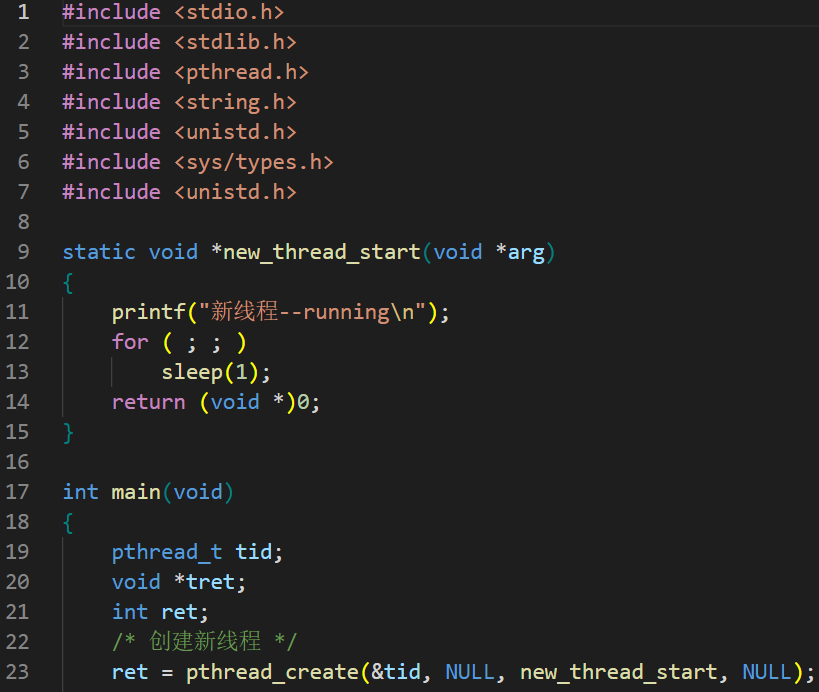 1 #include <stdio.h>
2 #include <stdlib.h>
3 #include <pthread.h>
4 #include <string.h>
5 #include <unistd.h>
6 #include <sys/types.h>
7 #include <unistd.h>
8
9 static void *new_thread_start(void *arg)
10 {
11     printf("新线程--running\n");
12     for ( ; ; )
13         sleep(1);
14     return (void *)0;
15 }
16
17 int main(void)
18 {
19     pthread_t tid;
20     void *tret;
21     int ret;
22     /* 创建新线程 */
23     ret = pthread_create(&tid, NULL, new_thread_start, NULL);